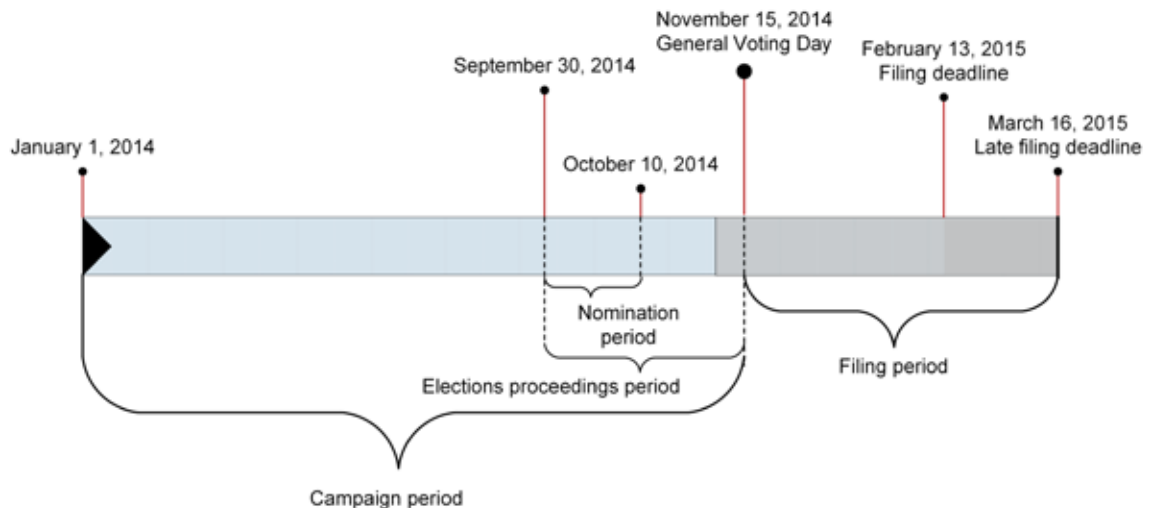 November 15, 2014
General Voting Day
February 13, 2015
Filing deadline
September 30, 2014
March 16, 2015
Late filing deadline
January 1, 2014
October 10, 2014
Nomination
period
Filing period
Elections proceedings period
Campaign period